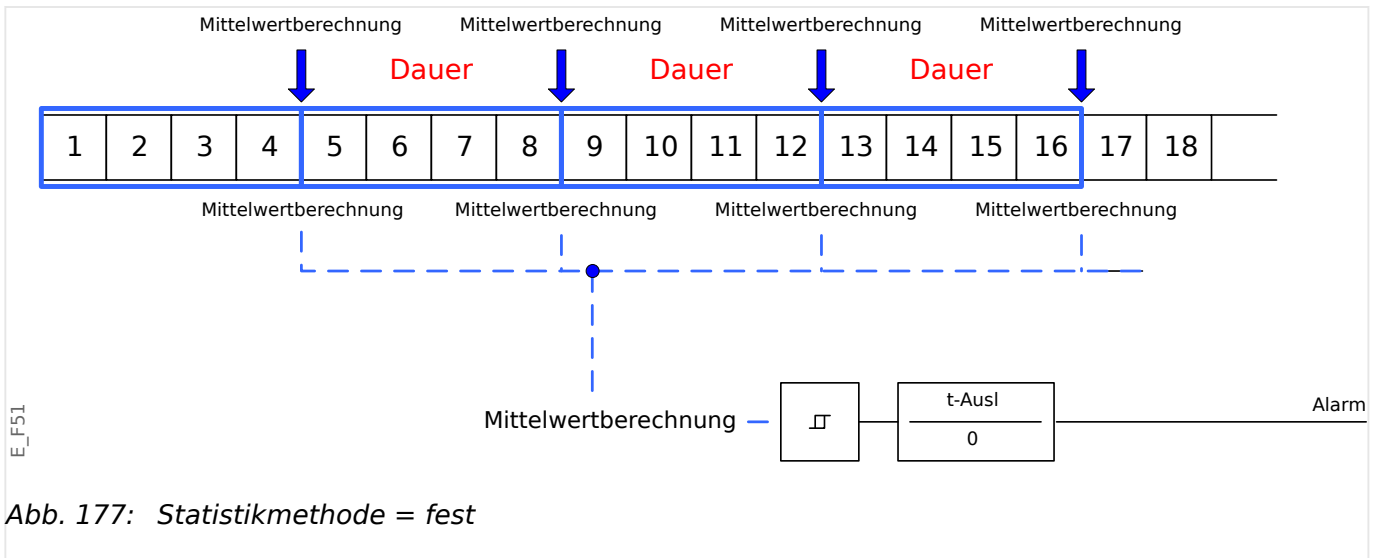 Mittelwertberechnung Mittelwertberechnung Mittelwertberechnung Mittelwertberechnung
Dauer Dauer Dauer
1 2 3 4 5 6 7 8 9 10 11 12 13 14 15 16 17 18
Mittelwertberechnung Mittelwertberechnung Mittelwertberechnung Mittelwertberechnung
t-Ausl
Alarm
Mittelwertberechnung
0
E_F51
Abb. 177: Statistikmethode = fest